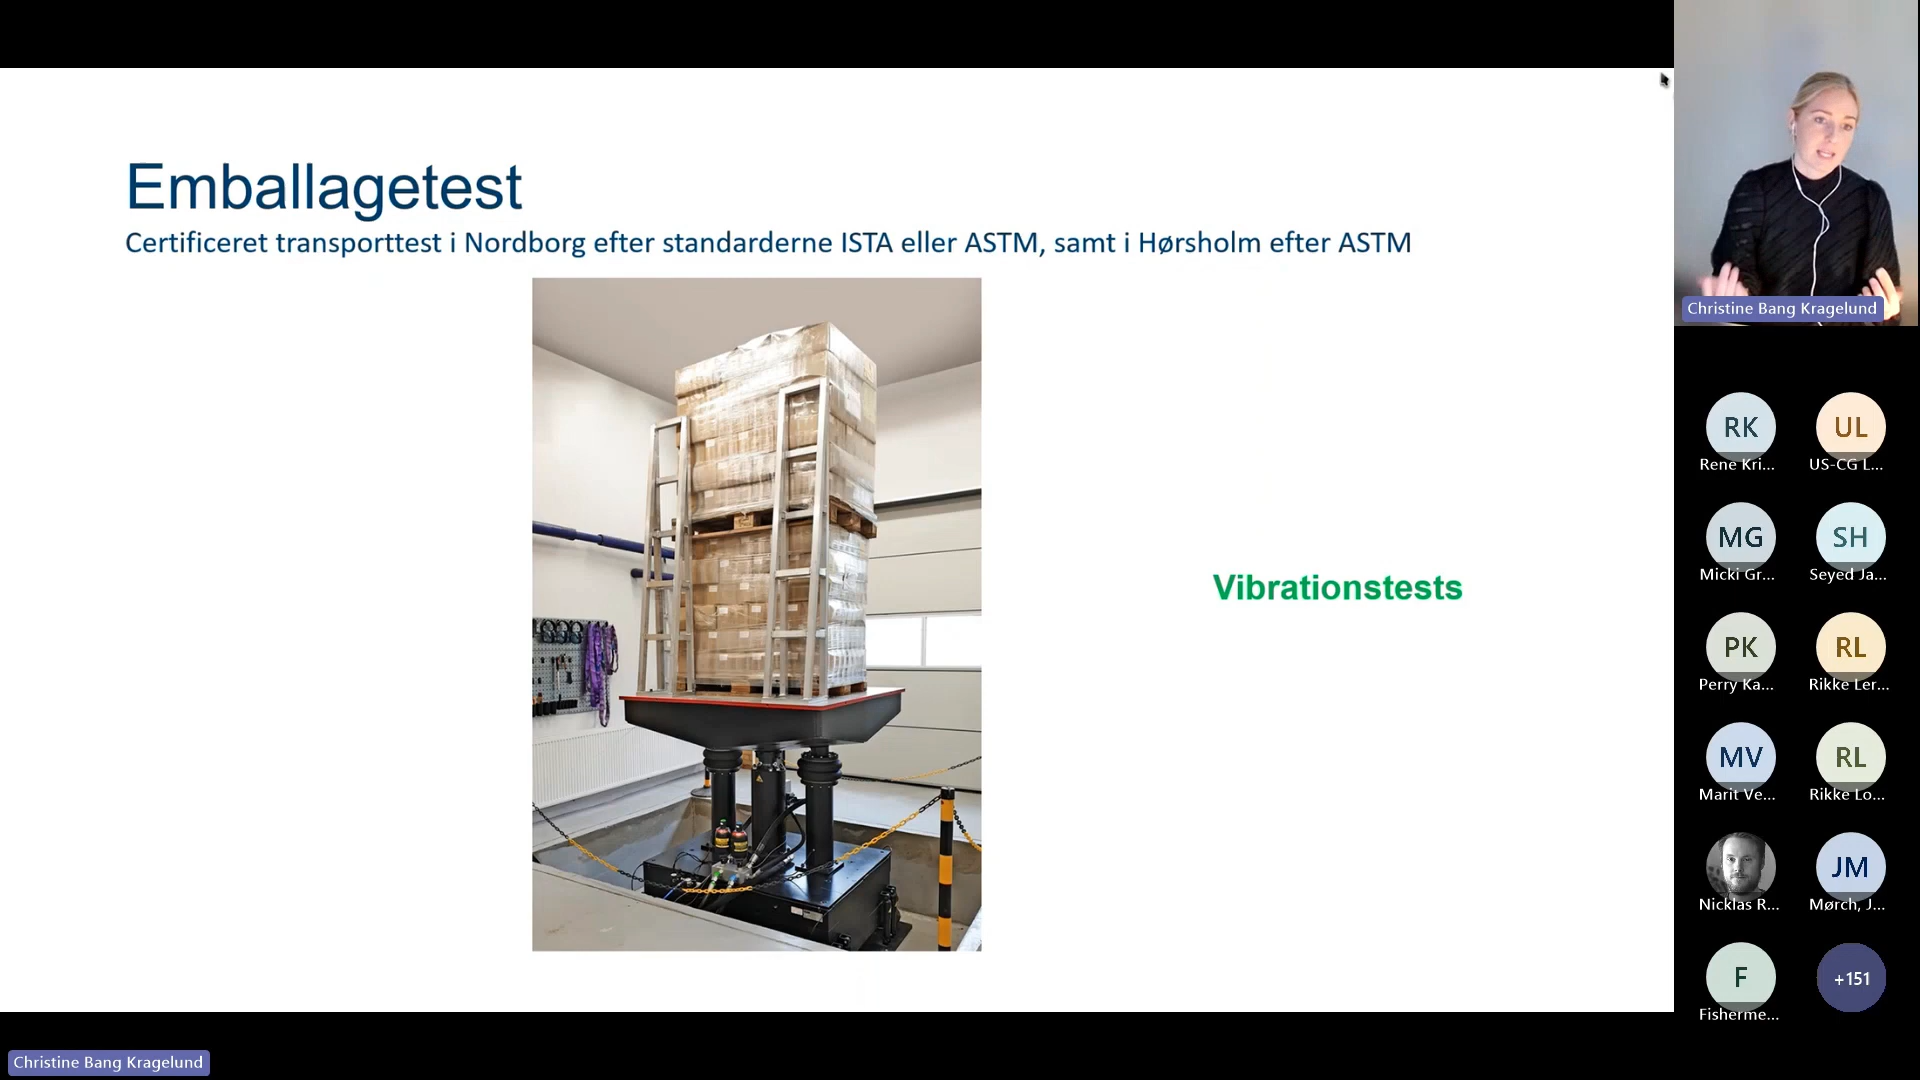 Emballagetest
Certificeret transporttest i Nordborg efter standarderne ISTA eller ASTM, samt i Hørsholm efter ASTM
Vibrationstests
Christine Bang Kragelund
RK
Rene Kri...
UL
US-CG L...
MG
Micki Gr...
SH
Seyed Ja...
PK
Perry Ka...
RL
Rikke Ler...
MV
Marit Ve...
RL
Rikke Lo...
Nicklas R...
JM
Mørch, J...
F
Fisherme...
+151
Christine Bang Kragelund